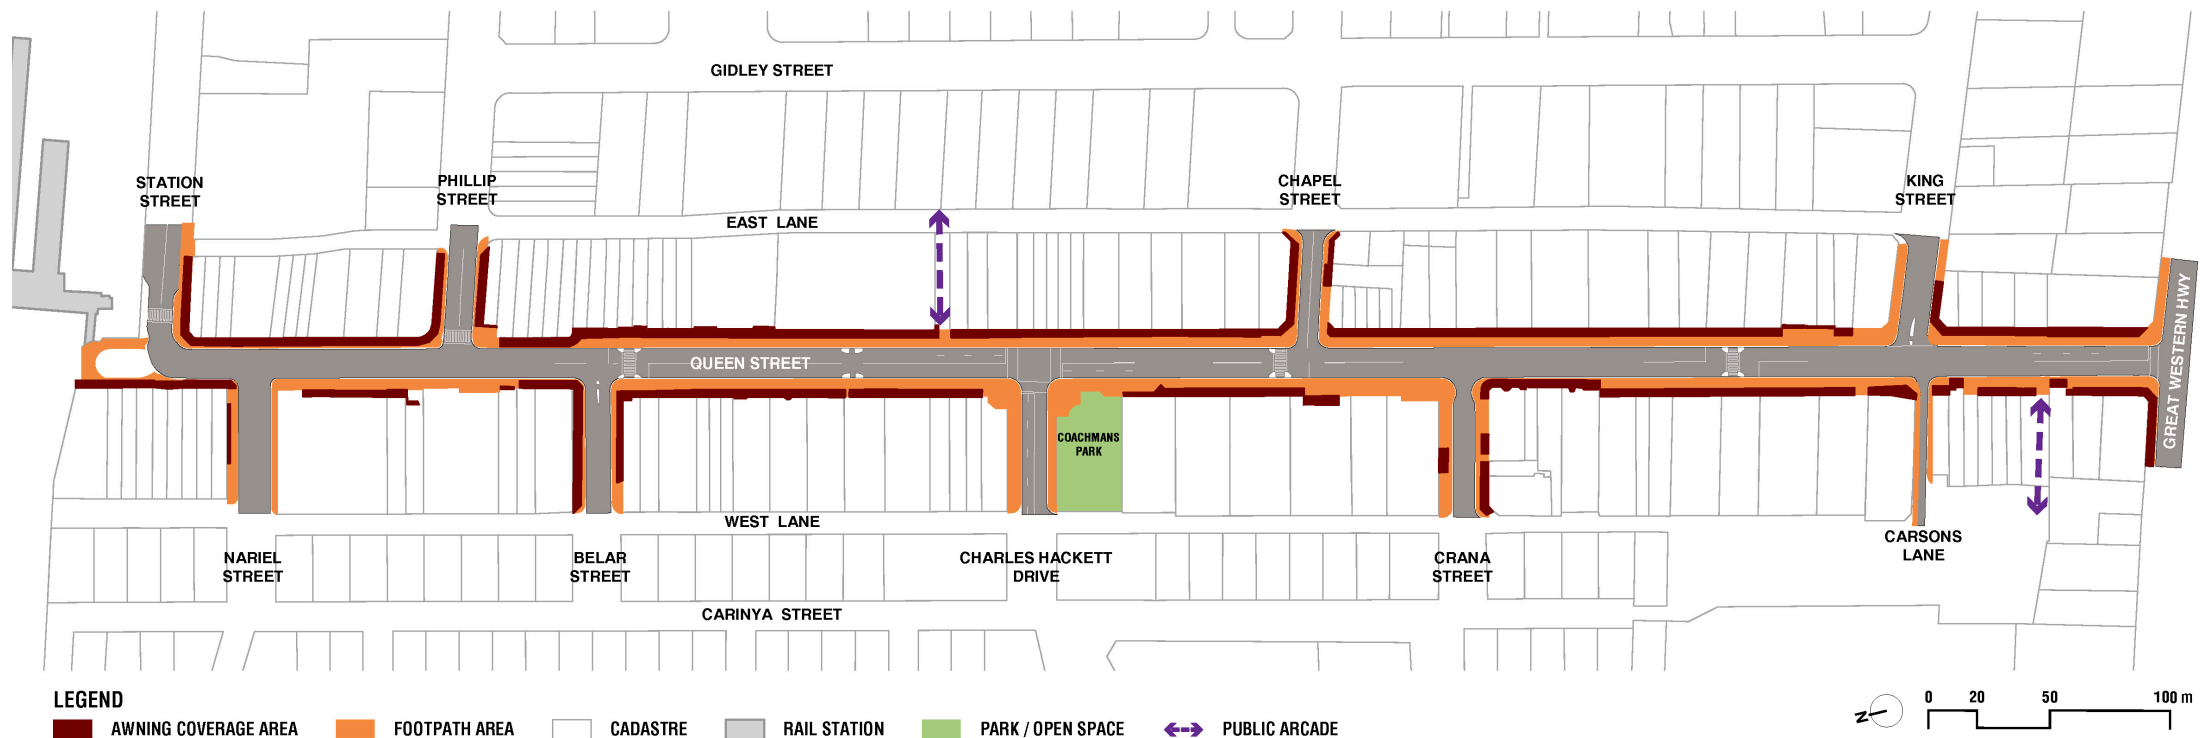 GIDLEY STREET
STATION
STREET
PHILLIP
STREET
CHAPEL
STREET
KING
STREET
EAST LANE
QUEEN STREET
GREAT WESTERN HWY
COACHMANS
PARK
WEST LANE
NARIEL
STREET
BELAR
STREET
CHARLES HACKETT
DRIVE
CRANA
STREET
CARSONS
LANE
CARINYA STREET
LEGEND
AWNING COVERAGE AREA
FOOTPATH AREA
CADASTRE
RAIL STATION
PARK / OPEN SPACE
PUBLIC ARCADE
N
0 20 50 100 m